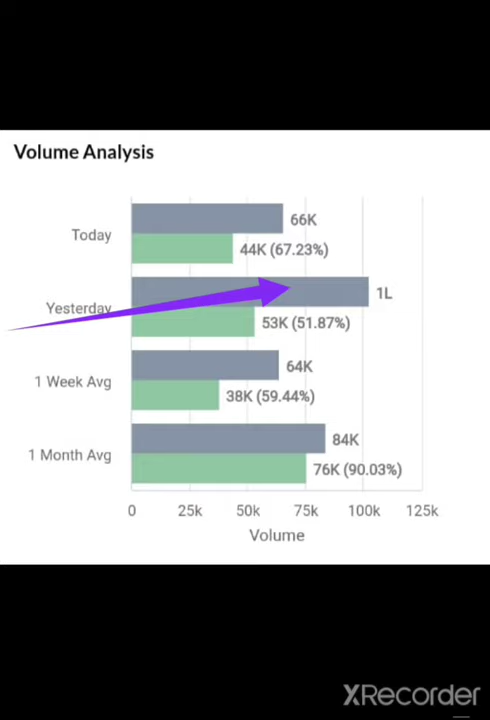 Volume Analysis
Today
66K
44K (67.23%)
Yesterday
1L
53K (51.87%)
1 Week Avg
64K
38K (59.44%)
1 Month Avg
84K
76K (90.03%)
0 25k 50k 75k 100k 125k
Volume
XRecorder